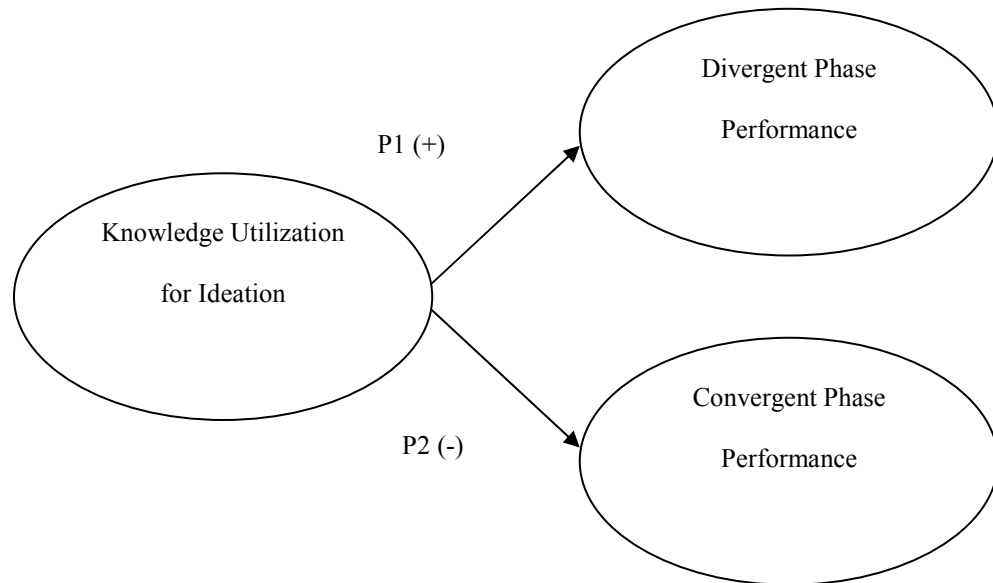 Divergent Phase
Performance
P1 (+)
Knowledge Utilization
for Ideation
Convergent Phase
Performance
P2 (-)